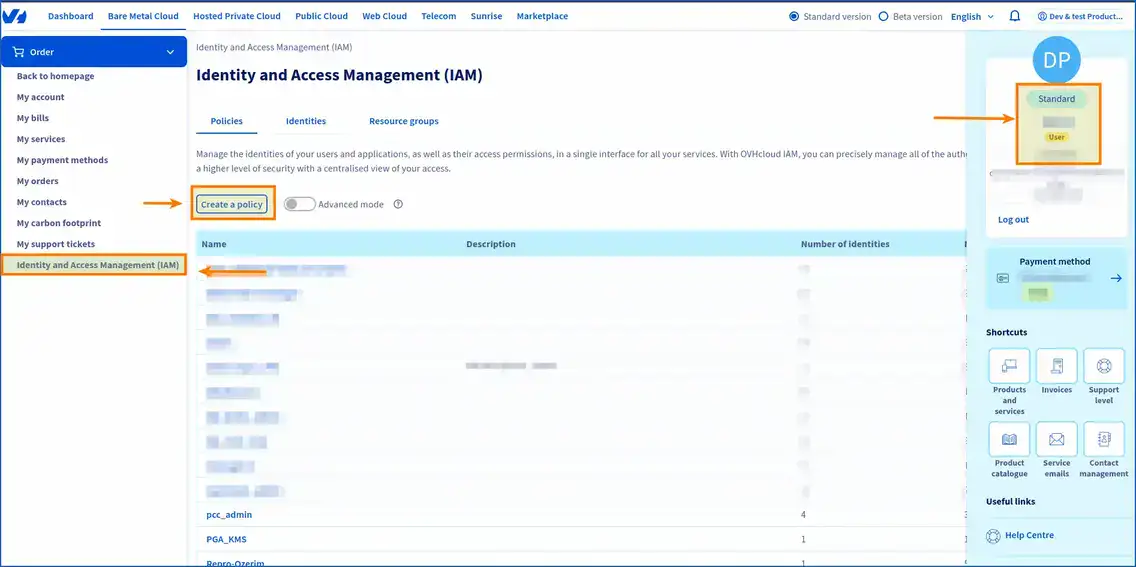 Dashboard Bare Metal Cloud Hosted Private Cloud Public Cloud Web Cloud Telecom Sunrise Marketplace Standard version Beta version English Dev & test Product...
Order
Back to homepage
My account
My bills
My services
My payment methods
My orders
My contacts
My carbon footprint
My support tickets
Identity and Access Management (IAM)
Identity and Access Management (IAM)
Identity and Access Management (IAM)
Policies Identities Resource groups
Manage the identities of your users and applications, as well as their access permissions, in a single interface for all your services. With OVHcloud IAM, you can precisely manage all of the
a higher level of security with a centralised view of your access.
Create a policy Advanced mode
Name Description Number of identities
pcc_admin 4
PGA_KMS 1
Repro-Ozerim 1
DP
Standard
User
Log out
Payment method
Shortcuts
Products and services
Invoices
Support level
Product catalogue
Service emails
Contact management
Useful links
Help Centre